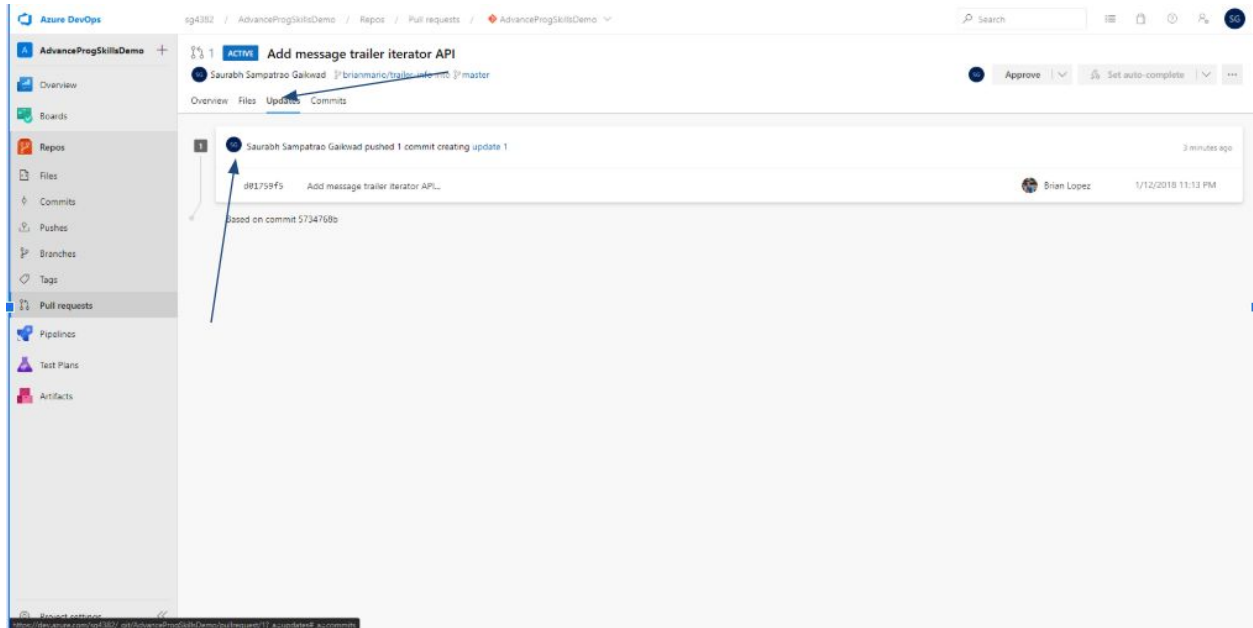 Azure DevOps
sg4382 / AdvanceProgSkillsDemo / Repos / Pull requests / AdvanceProgSkillsDemo
Search
SG
A AdvanceProgSkillsDemo
Overview
Boards
Repos
Files
Commits
Pushes
Branches
Tags
Pull requests
Pipelines
Test Plans
Artifacts
Project settings
1 ACTIVE Add message trailer iterator API
SG Saurabh Sampatrao Gaikwad brianmario/trailer-info into master
SG Approve Set auto-complete
Overview Files Updates Commits
1 SG Saurabh Sampatrao Gaikwad pushed 1 commit creating update 1 3 minutes ago
d01759f5 Add message trailer iterator API... Brian Lopez 1/12/2018 11:13 PM
Based on commit 5734768b